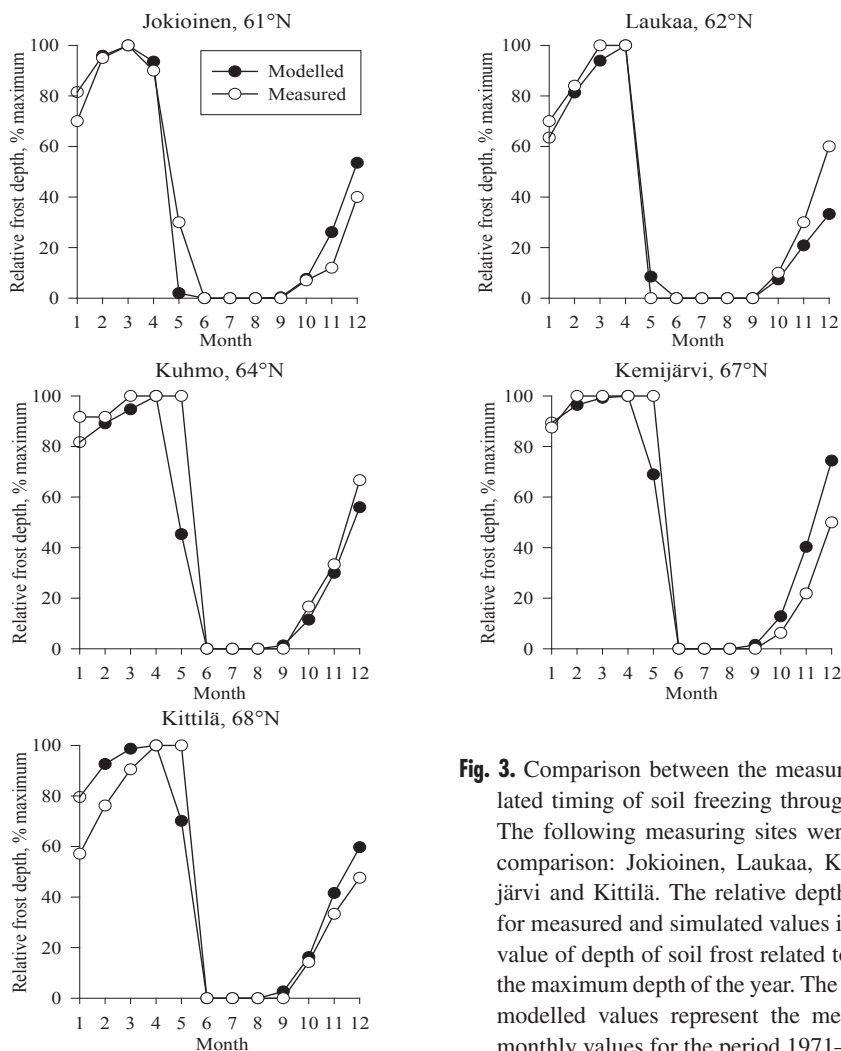 Jokioinen, 61°N
100
80
60
40
20
0
Relative frost depth, % maximum
Modelled
Measured
1 2 3 4 5 6 7 8 9 10 11 12
Month
Laukaa, 62°N
100
80
60
40
20
0
Relative frost depth, % maximum
1 2 3 4 5 6 7 8 9 10 11 12
Month
Kuhmo, 64°N
100
80
60
40
20
0
Relative frost depth, % maximum
1 2 3 4 5 6 7 8 9 10 11 12
Month
Kemijärvi, 67°N
100
80
60
40
20
0
Relative frost depth, % maximum
1 2 3 4 5 6 7 8 9 10 11 12
Month
Kittilä, 68°N
100
80
60
40
20
0
Relative frost depth, % maximum
1 2 3 4 5 6 7 8 9 10 11 12
Month
Fig. 3. Comparison between the measur
lated timing of soil freezing throug
The following measuring sites wer
comparison: Jokioinen, Laukaa, K
järvi and Kittilä. The relative depth
for measured and simulated values i
value of depth of soil frost related to
the maximum depth of the year. The
modelled values represent the me
monthly values for the period 1971–